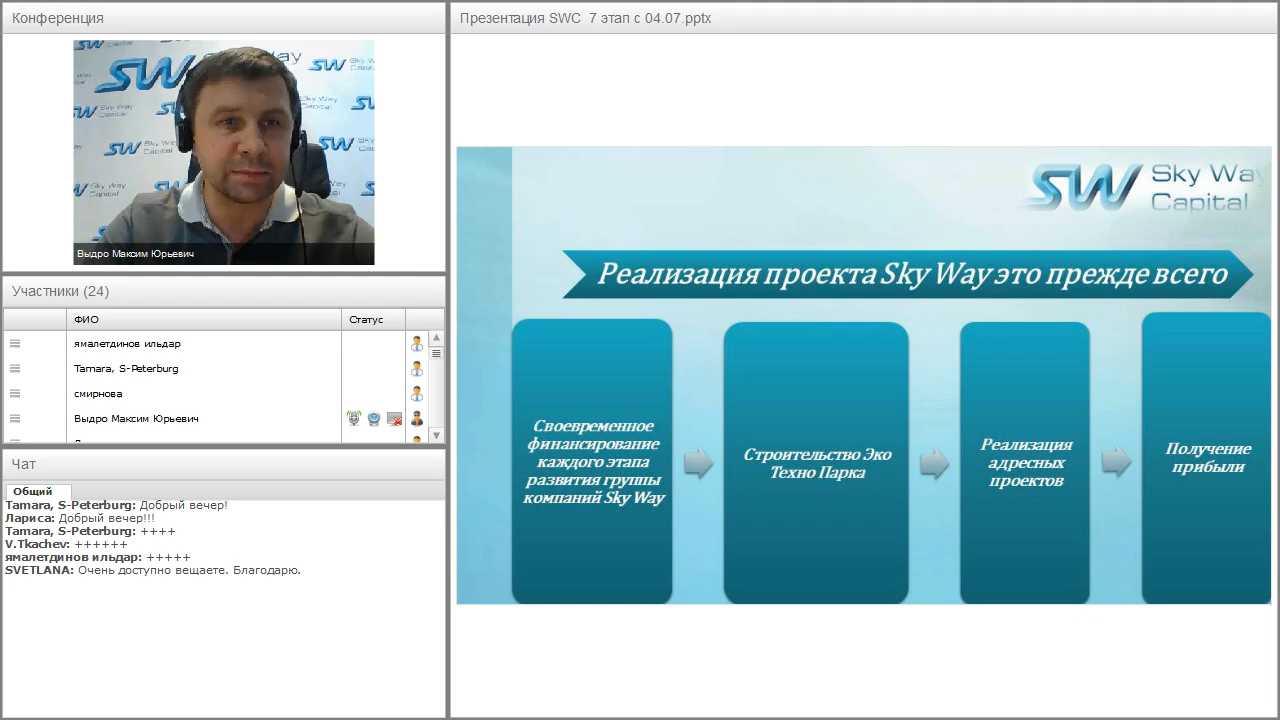 Конференция
Sky Way
Capital
Выдро Максим Юрьевич
Участники (24)
ФИО
Статус
ямалетдинов ильдар
Tamara, S-Peterburg
смирнова
Выдро Максим Юрьевич
Чат
Общий
Tamara, S-Peterburg: Добрый вечер!
Лариса: Добрый вечер!!!
Tamara, S-Peterburg: ++++
V.Tkachev: ++++++
ямалетдинов ильдар: +++++
SVETLANA: Очень доступно вещаете. Благодарю.
Презентация SWC 7 этап с 04.07.pptx
SW Sky Way
Capital
Реализация проекта Sky Way это прежде всего
Своевременное
финансирование
каждого этапа
развития группы
компаний Sky Way
Строительство Эко
Техно Парка
Реализация
адресных
проектов
Получение
прибыли